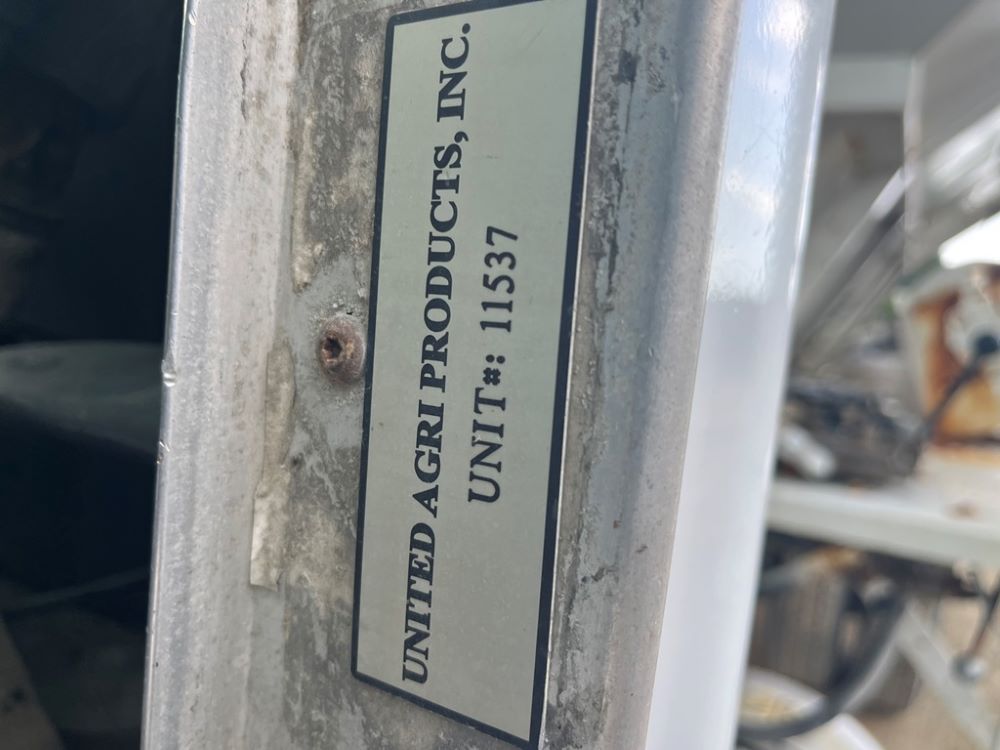 UNITED AGRI PRODUCTS, INC.
UNIT#: 11537